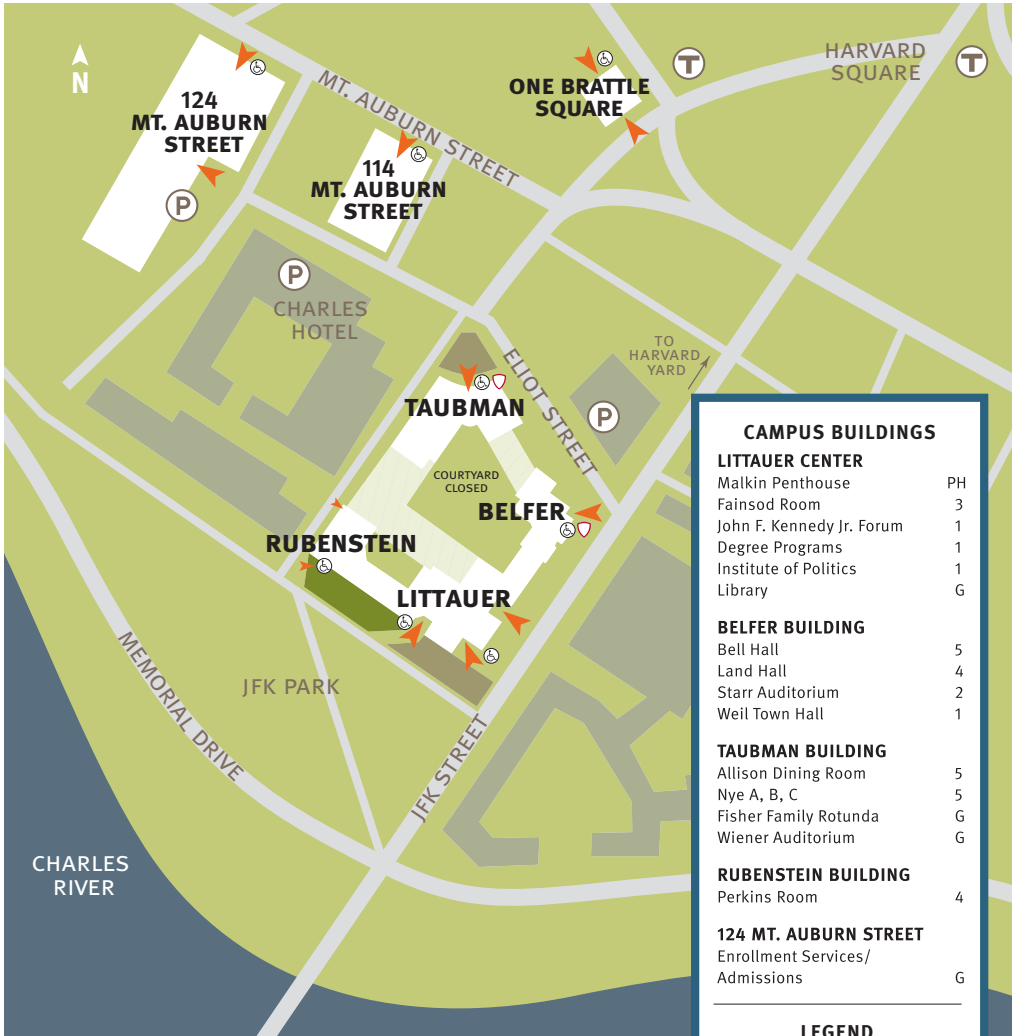 N
124
MT. AUBURN
STREET
P
MT. AUBURN STREET
114
MT. AUBURN
STREET
ONE BRATTLE
SQUARE
T
HARVARD
SQUARE
T
P
CHARLES
HOTEL
TO
HARVARD
YARD
ELIOT STREET
P
TAUBMAN
COURTYARD
CLOSED
BELFER
RUBENSTEIN
LITTAUER
JFK PARK
MEMORIAL DRIVE
JFK STREET
CHARLES
RIVER
CAMPUS BUILDINGS
LITTAUER CENTER
Malkin Penthouse PH
Fainsod Room 3
John F. Kennedy Jr. Forum 1
Degree Programs 1
Institute of Politics 1
Library G
BELFER BUILDING
Bell Hall 5
Land Hall 4
Starr Auditorium 2
Weil Town Hall 1
TAUBMAN BUILDING
Allison Dining Room 5
Nye A, B, C 5
Fisher Family Rotunda G
Wiener Auditorium G
RUBENSTEIN BUILDING
Perkins Room 4
124 MT. AUBURN STREET
Enrollment Services/
Admissions G
LEGEND